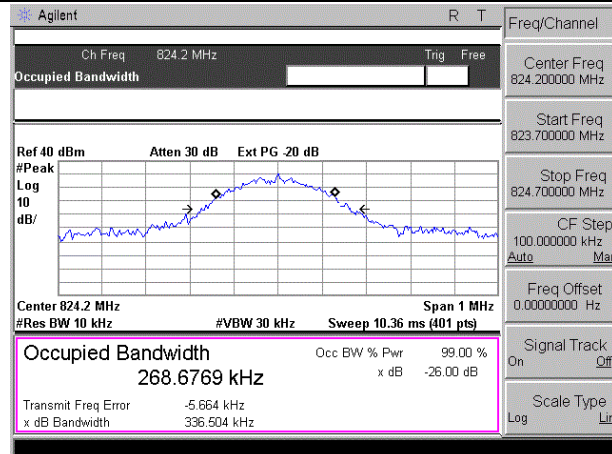 Agilent R T
Freq/Channel
Ch Freq 824.2 MHz Trig Free
Occupied Bandwidth
Center Freq
824.200000 MHz
Start Freq
823.700000 MHz
Stop Freq
824.700000 MHz
CF Step
100.000000 kHz
Auto Man
Freq Offset
0.00000000 Hz
Signal Track
On Off
Scale Type
Log Lin
Ref 40 dBm Atten 30 dB Ext PG -20 dB
#Peak
Log
10
dB/
Center 824.2 MHz Span 1 MHz
#Res BW 10 kHz #VBW 30 kHz Sweep 10.36 ms (401 pts)
Occupied Bandwidth
268.6769 kHz
Occ BW % Pwr 99.00 %
x dB -26.00 dB
Transmit Freq Error -5.664 kHz
x dB Bandwidth 336.504 kHz